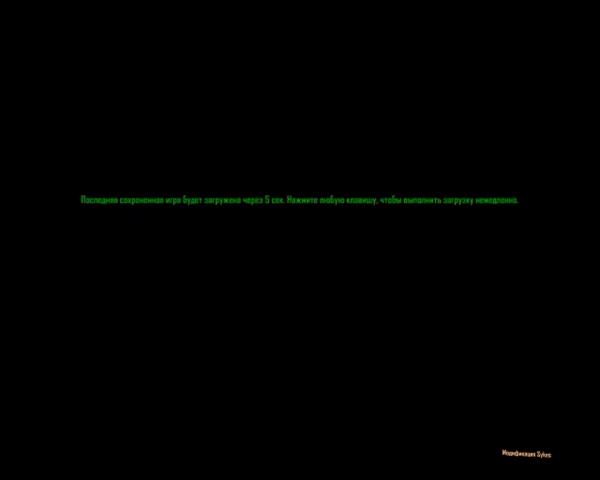 Последняя сохраненная игра будет загружена через 5 сек. Нажмите любую клавишу, чтобы выполнить загрузку немедленно.
Модификация Sykes